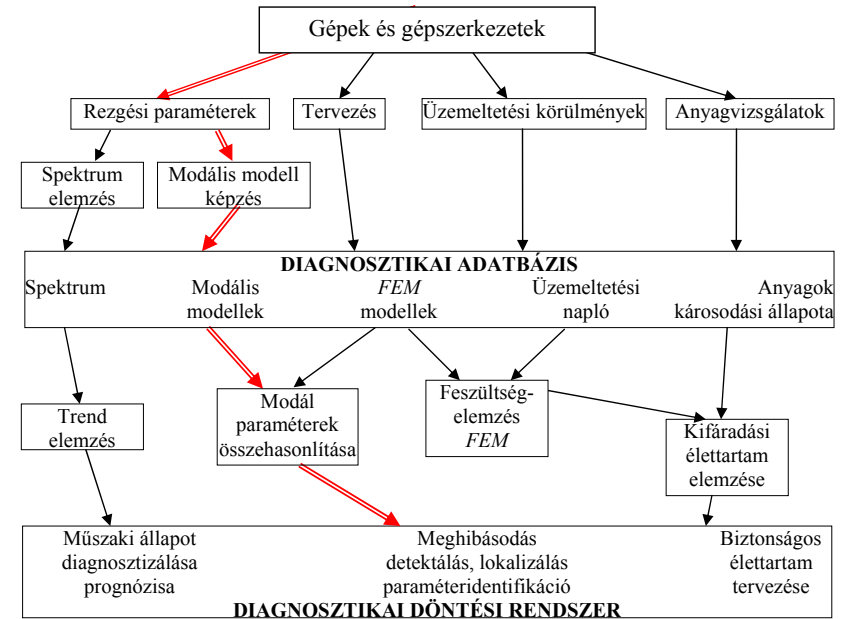 Gépek és gépszerkezetek
Rezgési paraméterek
Tervezés
Üzemeltetési körülmények
Anyagvizsgálatok
Spektrum
elemzés
Modális modell
képzés
DIAGNOSZTIKAI ADATBÁZIS
Spektrum
Modális
modellek
FEM
modellek
Üzemeltetési
napló
Anyagok
károsodási állapota
Trend
elemzés
Modál
paraméterek
összehasonlítása
Feszültség-
elemzés
FEM
Kifáradási
élettartam
elemzése
Műszaki állapot
diagnosztizálása
prognózisa
Meghibásodás
detektálás, lokalizálás
paraméteridentifikáció
Biztonságos
élettartam
tervezése
DIAGNOSZTIKAI DÖNTÉSI RENDSZER